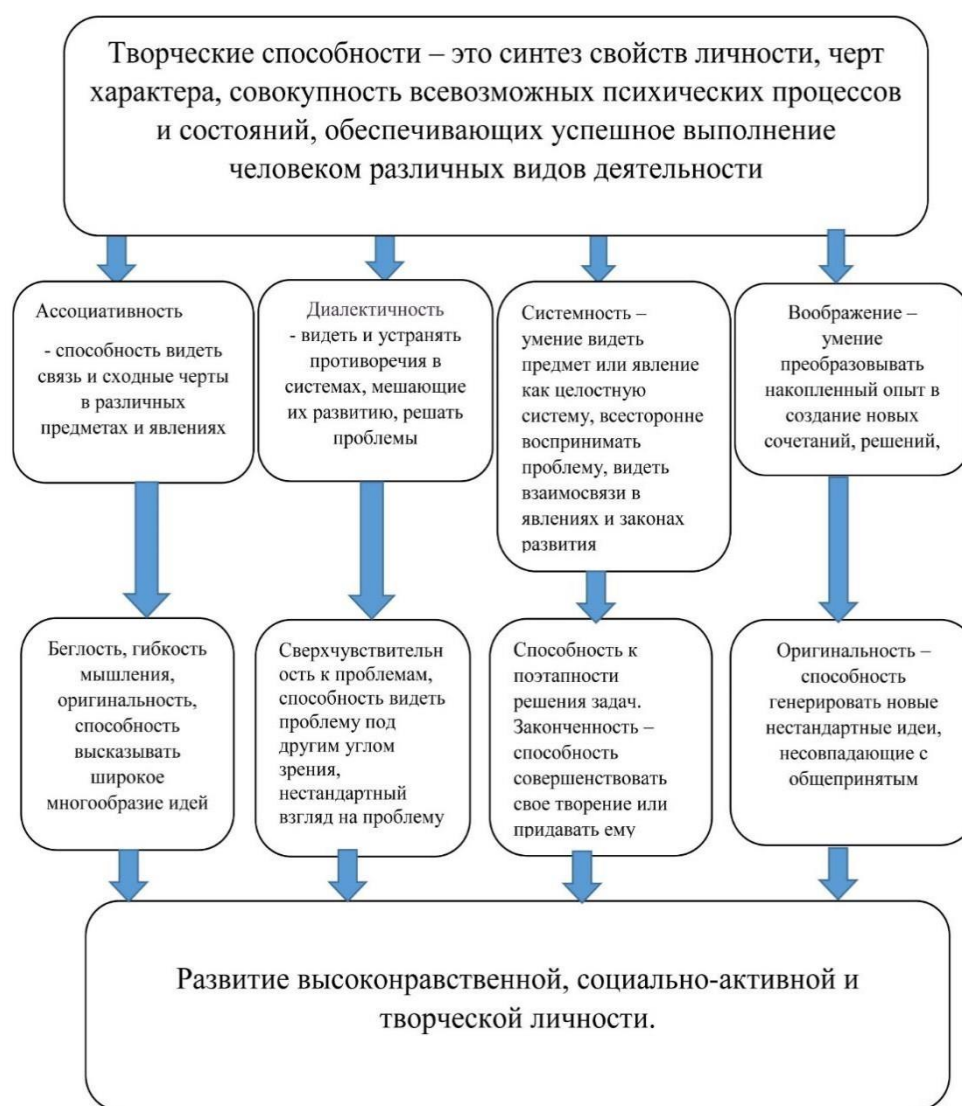 Творческие способности – это синтез свойств личности, черт
характера, совокупность всевозможных психических процессов
и состояний, обеспечивающих успешное выполнение
человеком различных видов деятельности
Ассоциативность
- способность видеть
связь и сходные черты
в различных
предметах и явлениях
Диалектичность
- видеть и устранять
противоречия в
системах, мешающие
их развитию, решать
проблемы
Системность –
умение видеть
предмет или явление
как целостную
систему, всесторонне
воспринимать
проблему, видеть
взаимосвязи в
явлениях и законах
развития
Воображение –
умение
преобразовывать
накопленный опыт в
создание новых
сочетаний, решений,
Беглость, гибкость
мышления,
оригинальность,
способность
высказывать
широкое
многообразие идей
Сверхчувствительн
ость к проблемам,
способность видеть
проблему под
другим углом
зрения,
нестандартный
взгляд на проблему
Способность к
поэтапности
решения задач.
Законченность –
способность
совершенствовать
свое творение или
придавать ему
Оригинальность –
способность
генерировать новые
нестандартные идеи,
несовпадающие с
общепринятым
Развитие высоконравственной, социально-активной и
творческой личности.